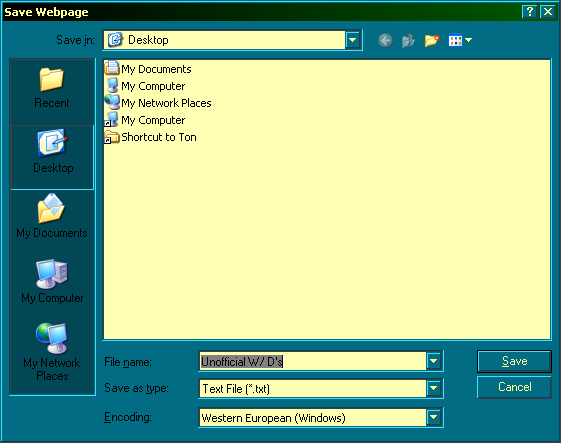 Save Webpage
Save in:
Desktop
My Documents
My Computer
My Network Places
My Computer
Shortcut to Ton
Recent
Desktop
My Documents
My Computer
My Network
Places
File name:
Unofficial W/ D's
Save
Save as type:
Text File (*.txt)
Cancel
Encoding:
Western European (Windows)